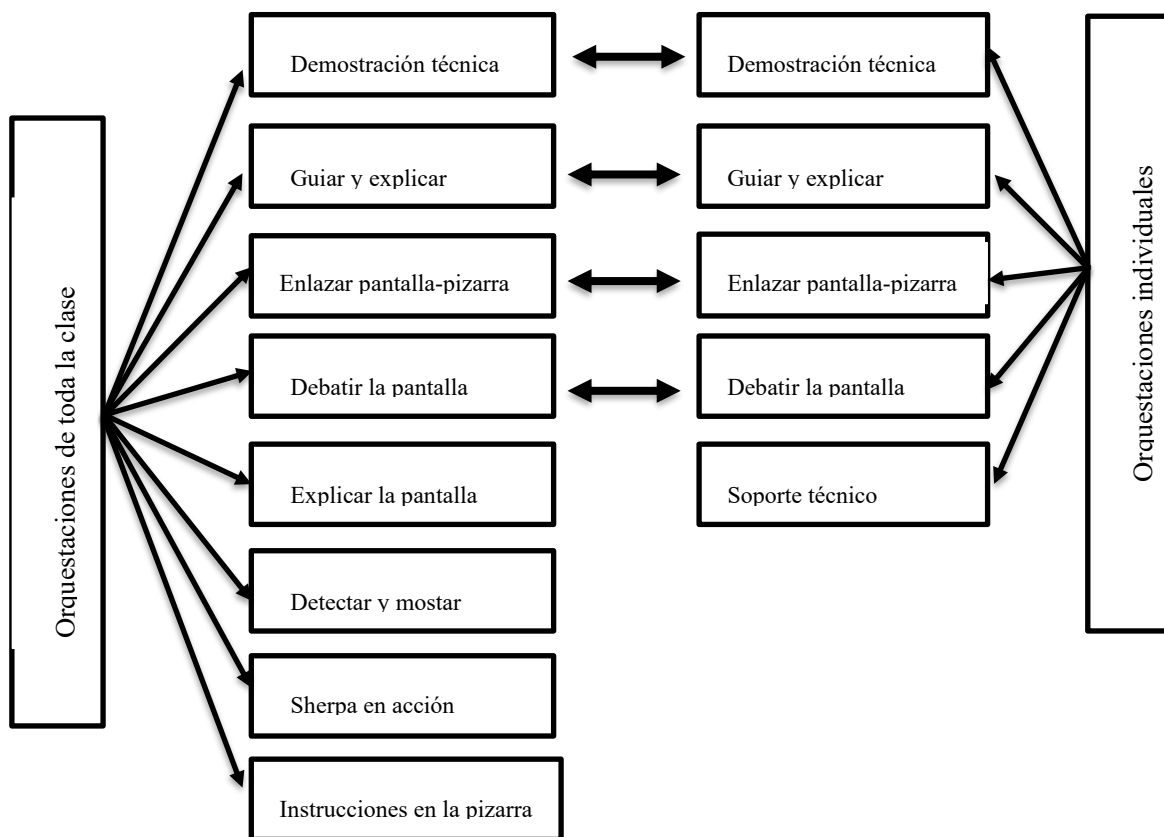 Orquestaciones de toda la clase
Demostración técnica
Guiar y explicar
Enlazar pantalla-pizarra
Debatir la pantalla
Explicar la pantalla
Detectar y mostar
Sherpa en acción
Instrucciones en la pizarra
Demostración técnica
Guiar y explicar
Enlazar pantalla-pizarra
Debatir la pantalla
Soporte técnico
Orquestaciones individuales